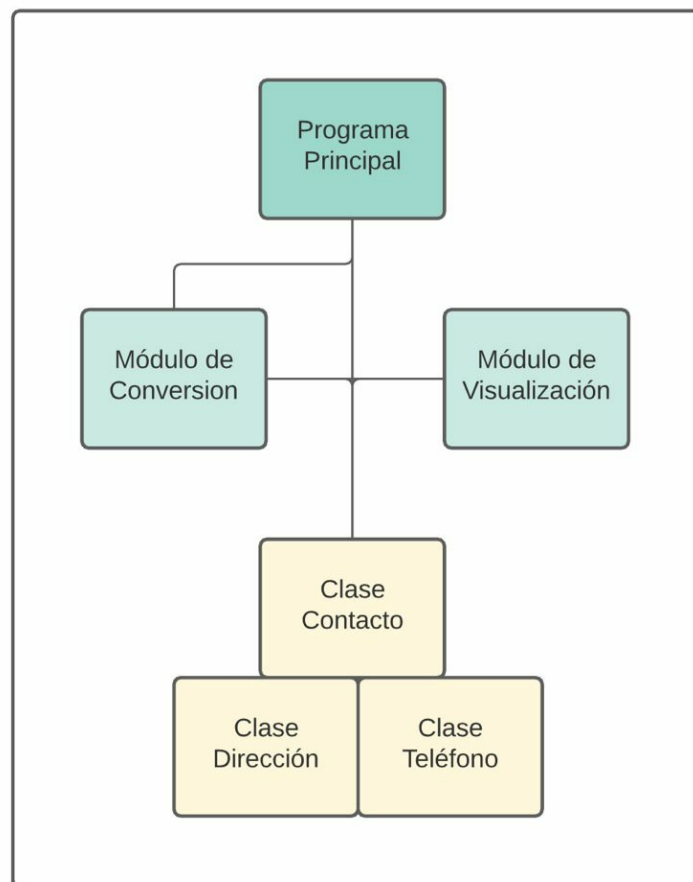 Programa
Principal
Módulo de
Conversion
Módulo de
Visualización
Clase
Contacto
Clase
Dirección
Clase
Teléfono